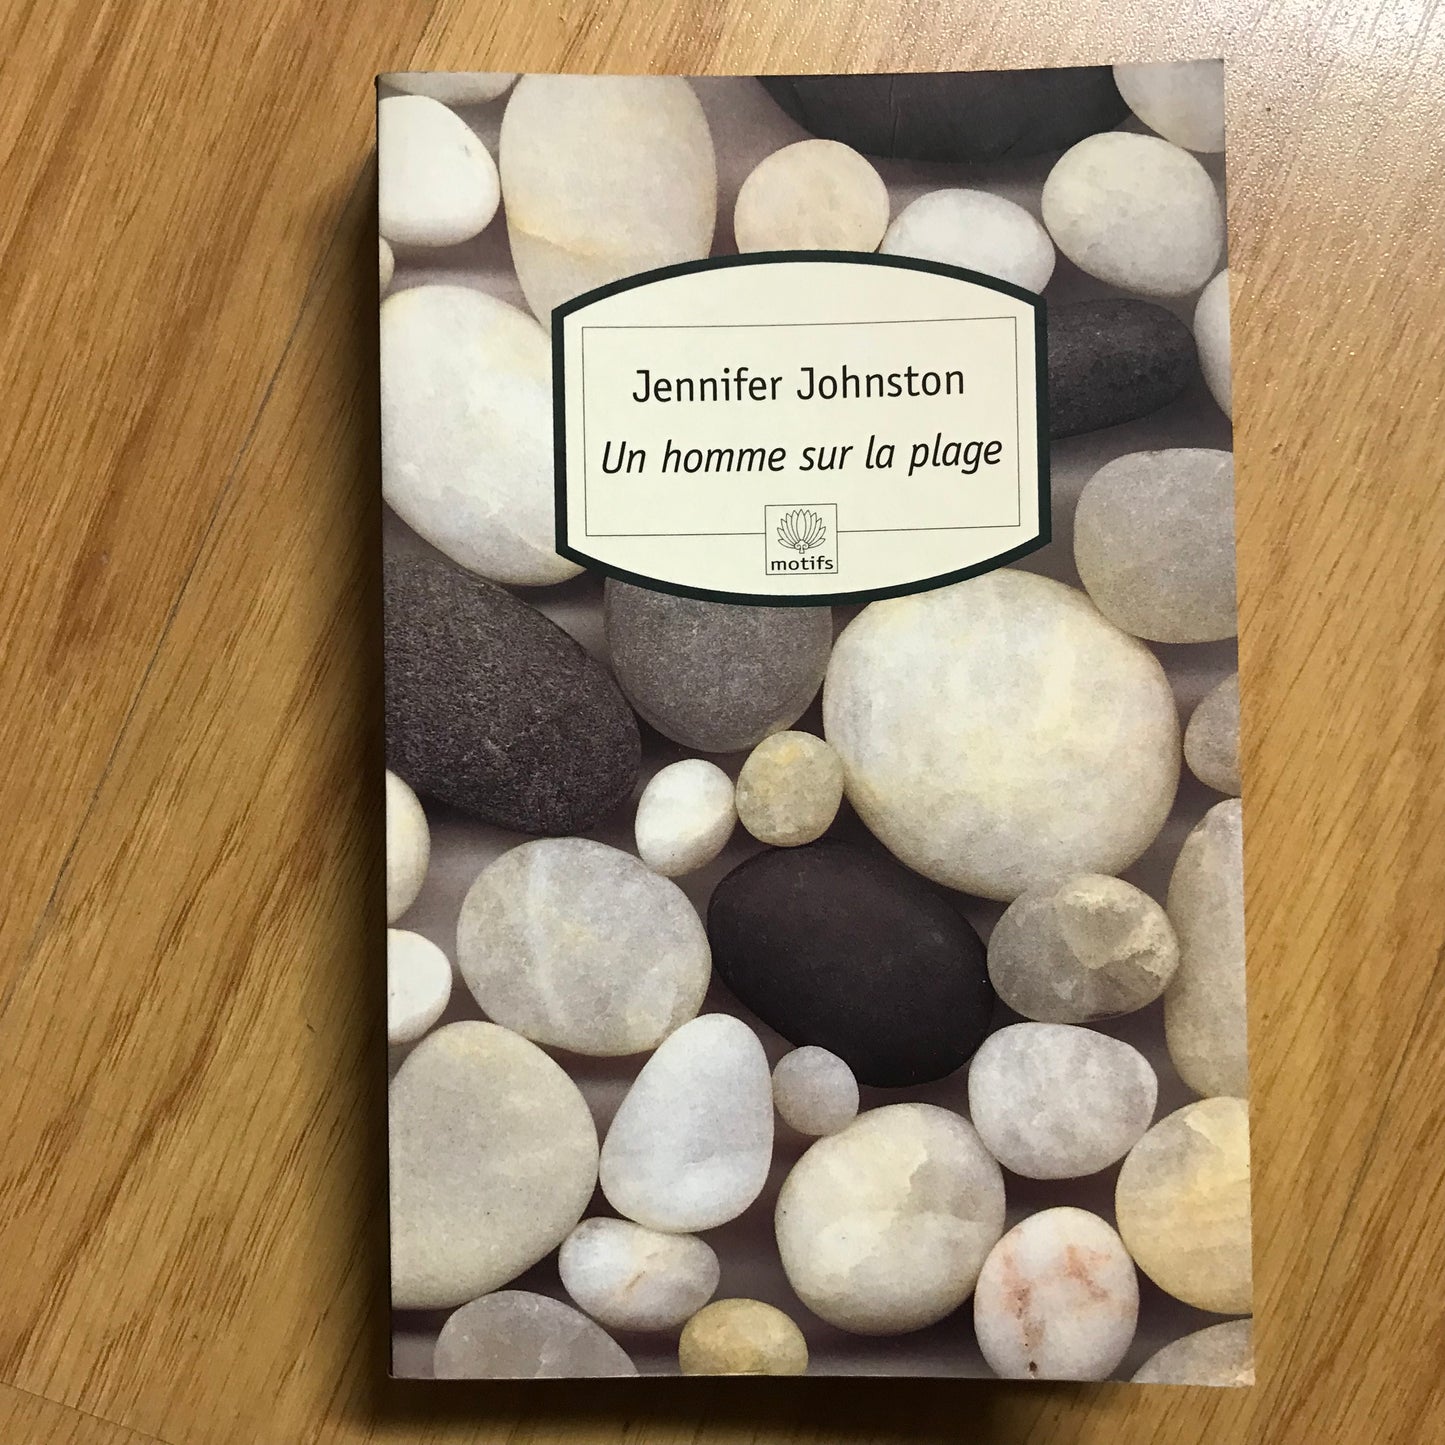 Jennifer Johnston
Un homme sur la plage
motifs